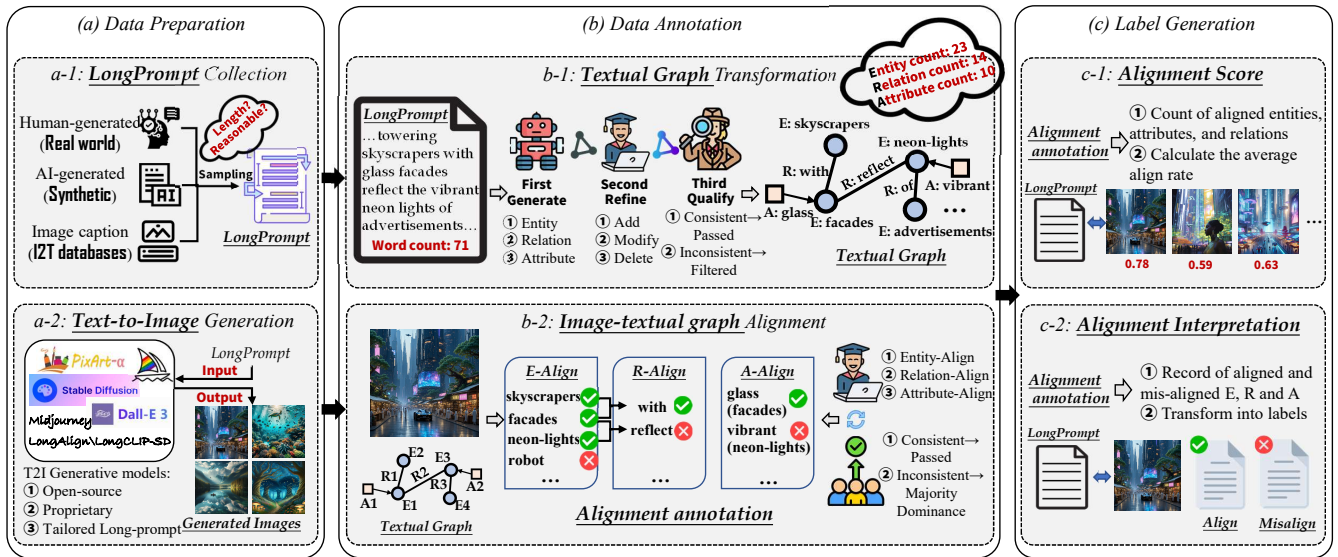 (a) Data Preparation
a-1: LongPrompt Collection
Human-generated
(Real world)
AI-generated
(Synthetic)
Image caption
(I2T databases)
Length?
Reasonable?
AI
Sampling
LongPrompt
a-2: Text-to-Image Generation
PixArt-α
Stable Diffusion
Midjourney
Dall-E 3
LongAlign\LongCLIP-SD
LongPrompt
Input
Output
T2I Generative models:
① Open-source
② Proprietary
③ Tailored Long-prompt
Generated Images
(b) Data Annotation
b-1: Textual Graph Transformation
Entity count: 23
Relation count: 14
Attribute count: 10
LongPrompt
…towering
skyscrapers with
glass facades
reflect the vibrant
neon lights of
advertisements…
Word count: 71
First
Generate
① Entity
② Relation
③ Attribute
Second
Refine
① Add
② Modify
③ Delete
Third
Qualify
① Consistent→
Passed
② Inconsistent→
Filtered
E: skyscrapers
E: neon-lights
R: with
R: reflect
R: of
A: vibrant
A: glass
E: facades
…
E: advertisements
Textual Graph
b-2: Image-textual graph Alignment
E2
R1
R2
E3
R3
A2
A1
E1
E4
Textual Graph
E-Align
skyscrapers
facades
neon-lights
robot
…
R-Align
with
reflect
…
A-Align
glass
(facades)
vibrant
(neon-lights)
…
Alignment annotation
① Entity-Align
② Relation-Align
③ Attribute-Align
① Consistent→
Passed
② Inconsistent→
Majority
Dominance
(c) Label Generation
c-1: Alignment Score
Alignment
annotation
① Count of aligned entities,
attributes, and relations
② Calculate the average
align rate
LongPrompt
…
0.78
0.59
0.63
c-2: Alignment Interpretation
Alignment
annotation
① Record of aligned and
mis-aligned E, R and A
② Transform into labels
LongPrompt
Align
Misalign